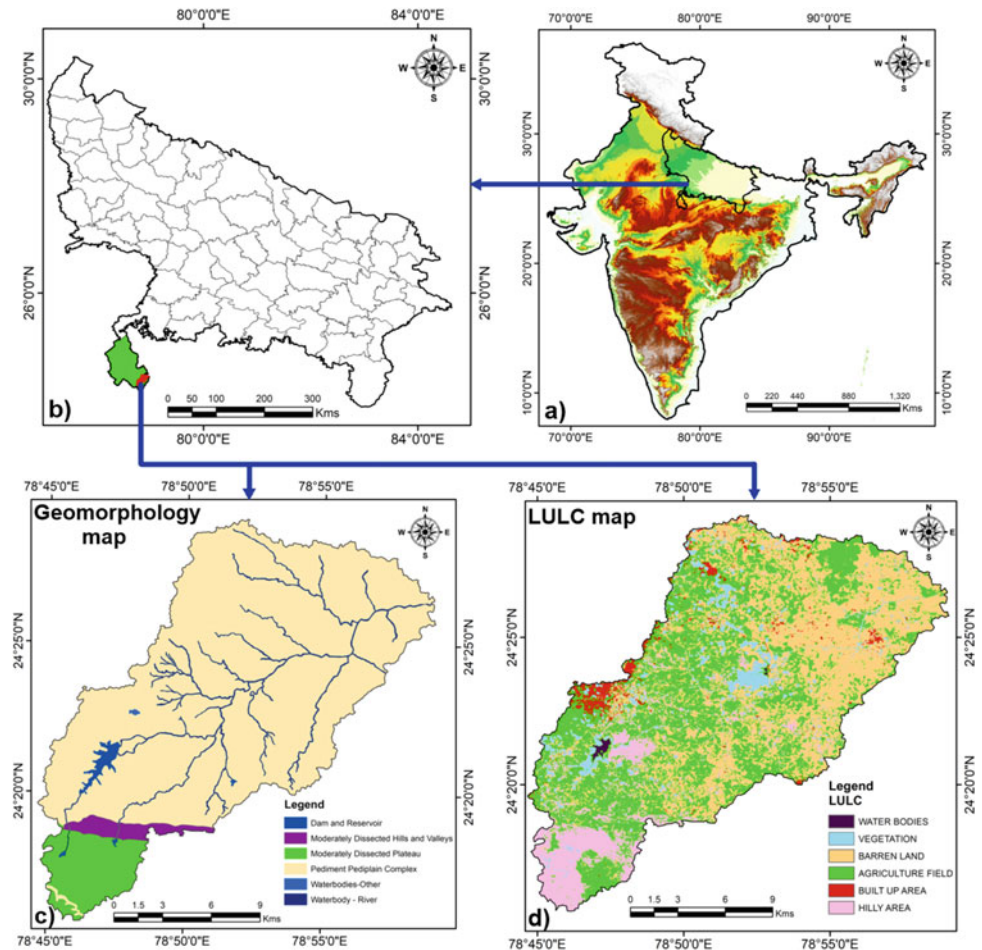 80°0'0"E 84°0'0"E
30°0'0"N 30°0'0"N
26°0'0"N 26°0'0"N
N
W E
S
b)
0 50 100 200 300
Kms
80°0'0"E 84°0'0"E
70°0'0"E 80°0'0"E 90°0'0"E
30°0'0"N 30°0'0"N
20°0'0"N 20°0'0"N
10°0'0"N 10°0'0"N
N
W E
S
a)
0 220 440 880 1,320
Kms
70°0'0"E 80°0'0"E 90°0'0"E
78°45'0"E 78°50'0"E 78°55'0"E
Geomorphology
map
N
W E
S
24°25'0"N 24°25'0"N
24°20'0"N 24°20'0"N
Legend
Dam and Reservoir
Moderately Dissected Hills and Valleys
Moderately Dissected Plateau
Pediment Pediplain Complex
Waterbodies-Other
Waterbody - River
c)
0 1.5 3 6 9
Kms
78°45'0"E 78°50'0"E 78°55'0"E
78°45'0"E 78°50'0"E 78°55'0"E
LULC map
N
W E
S
24°25'0"N 24°25'0"N
24°20'0"N 24°20'0"N
Legend
LULC
WATER BODIES
VEGETATION
BARREN LAND
AGRICULTURE FIELD
BUILT UP AREA
HILLY AREA
d)
0 1.5 3 6 9
Kms
78°45'0"E 78°50'0"E 78°55'0"E